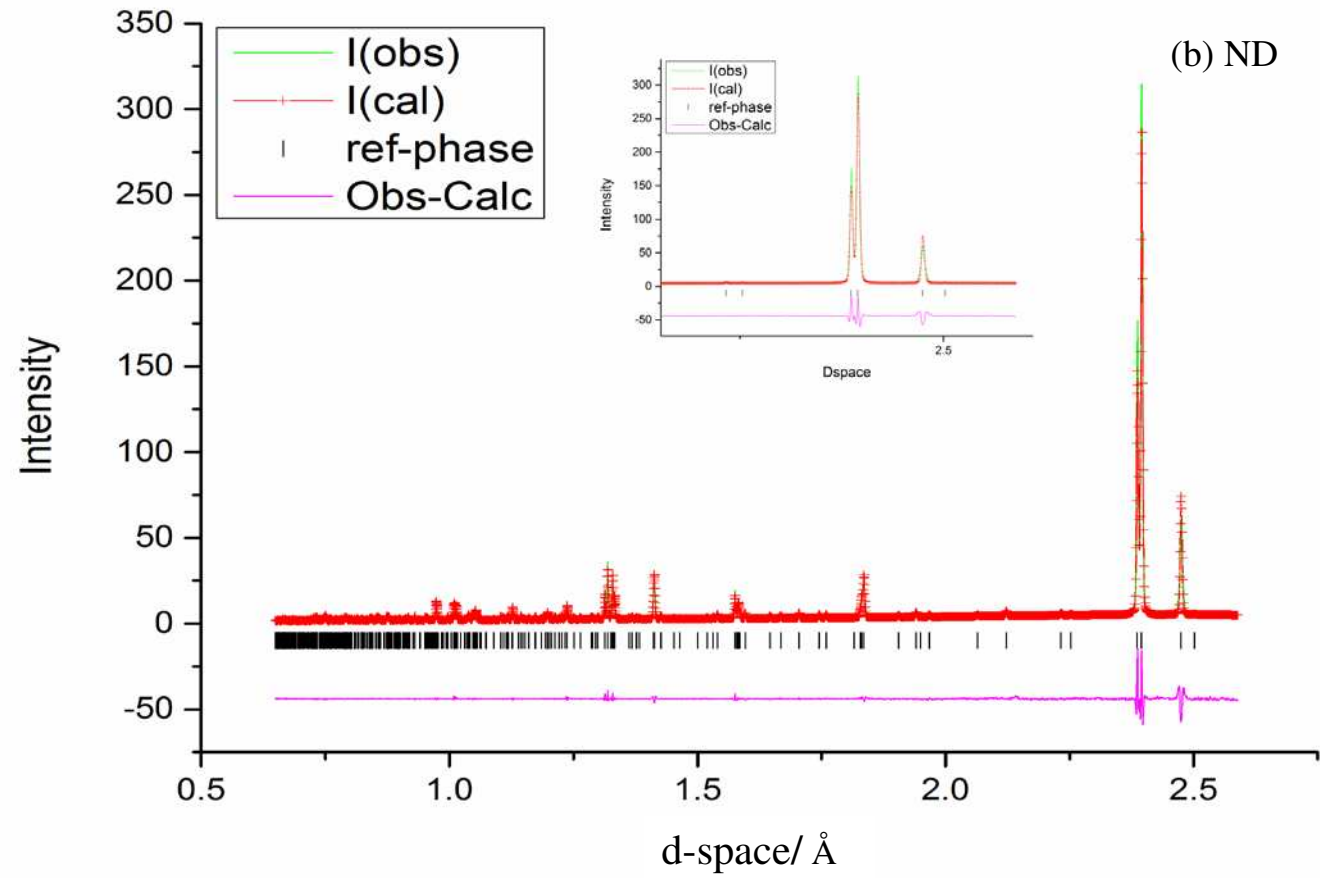 350
300
250
200
150
100
50
0
-50
Intensity
I(obs)
I(cal)
ref-phase
Obs-Calc
(b) ND
I(obs)
I(cal)
ref-phase
Obs-Calc
300
250
200
150
100
50
0
-50
Intensity
2.5
Dspace
0.5 1.0 1.5 2.0 2.5
d-space/ Å